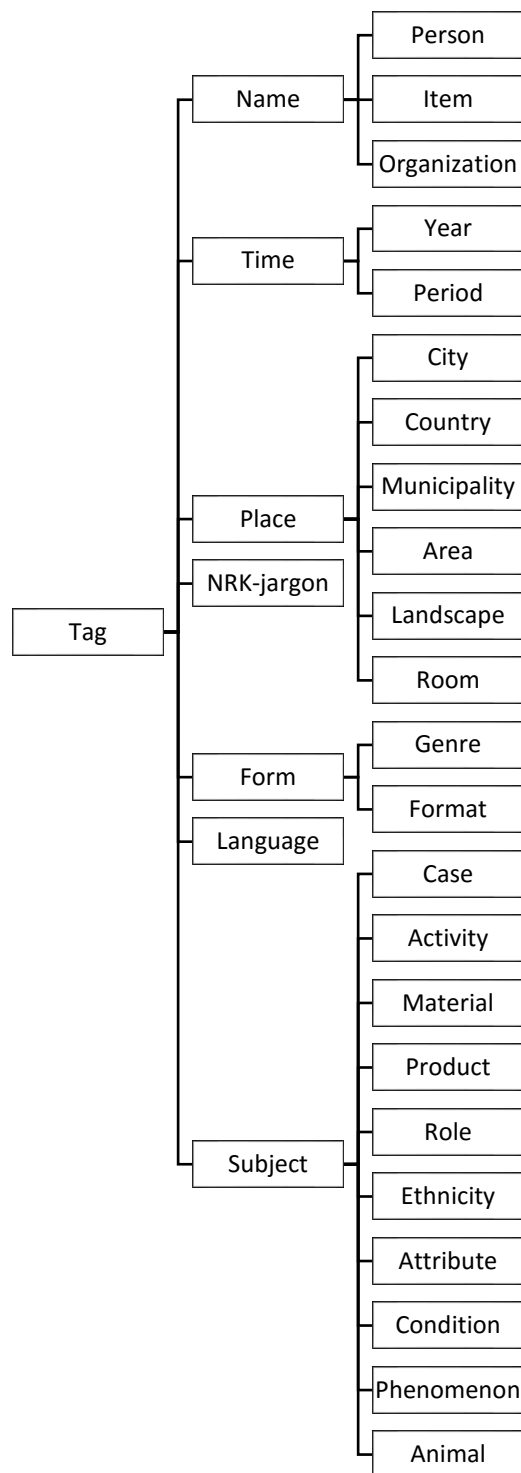 Person
Name
Item
Organization
Year
Time
Period
City
Country
Municipality
Place
Area
NRK-jargon
Landscape
Tag
Room
Genre
Form
Format
Language
Case
Activity
Material
Product
Role
Subject
Ethnicity
Attribute
Condition
Phenomenon
Animal